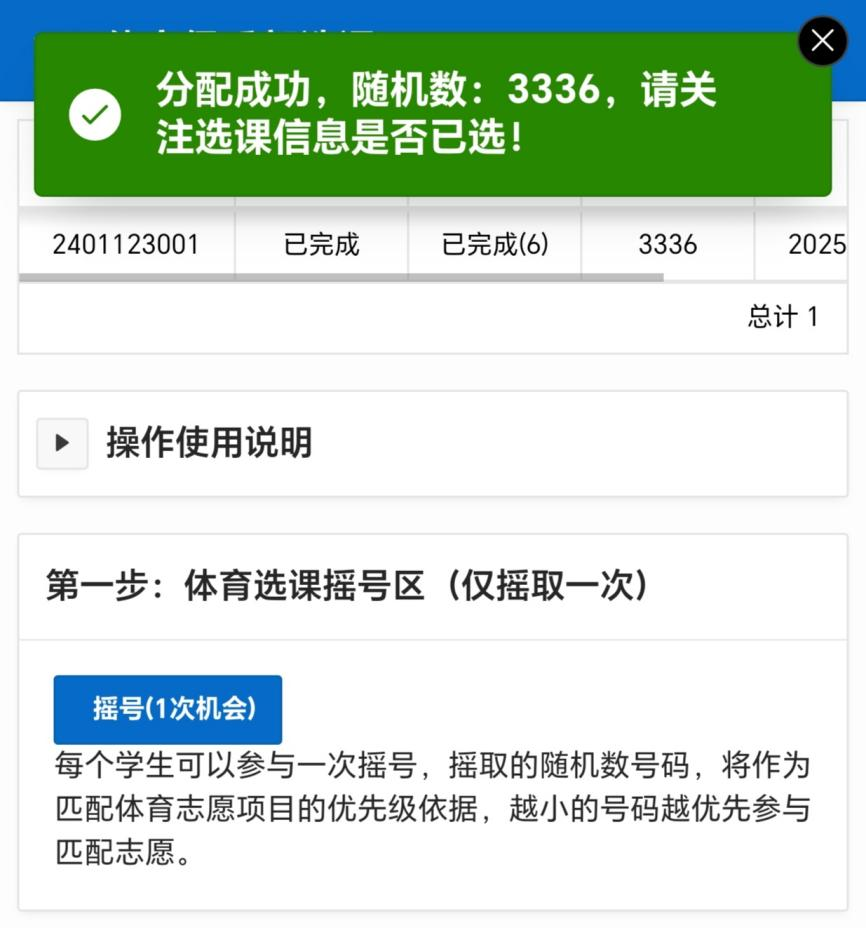 分配成功，随机数：3336，请关
注选课信息是否已选！
2401123001 已完成 已完成(6) 3336 2025
总计 1
操作使用说明
第一步：体育选课摇号区（仅摇取一次）
摇号(1次机会)
每个学生可以参与一次摇号，摇取的随机数号码，将作为
匹配体育志愿项目的优先级依据，越小的号码越优先参与
匹配志愿。